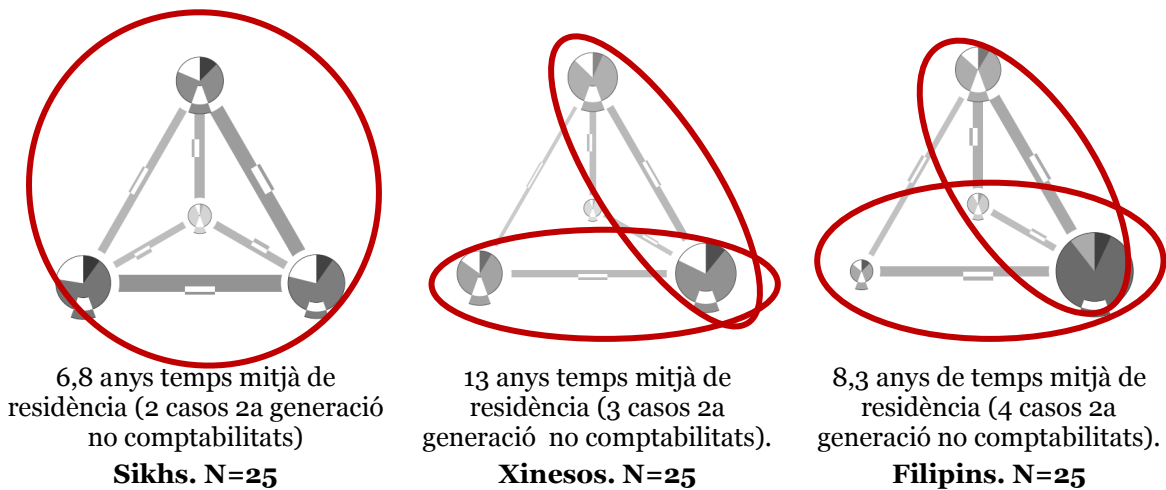 6,8 anys temps mitjà de
residència (2 casos 2a generació
no comptabilitats)
Sikhs. N=25
13 anys temps mitjà de
residència (3 casos 2a
generació no comptabilitats).
Xinesos. N=25
8,3 anys de temps mitjà de
residència (4 casos 2a
generació no comptabilitats).
Filipins. N=25